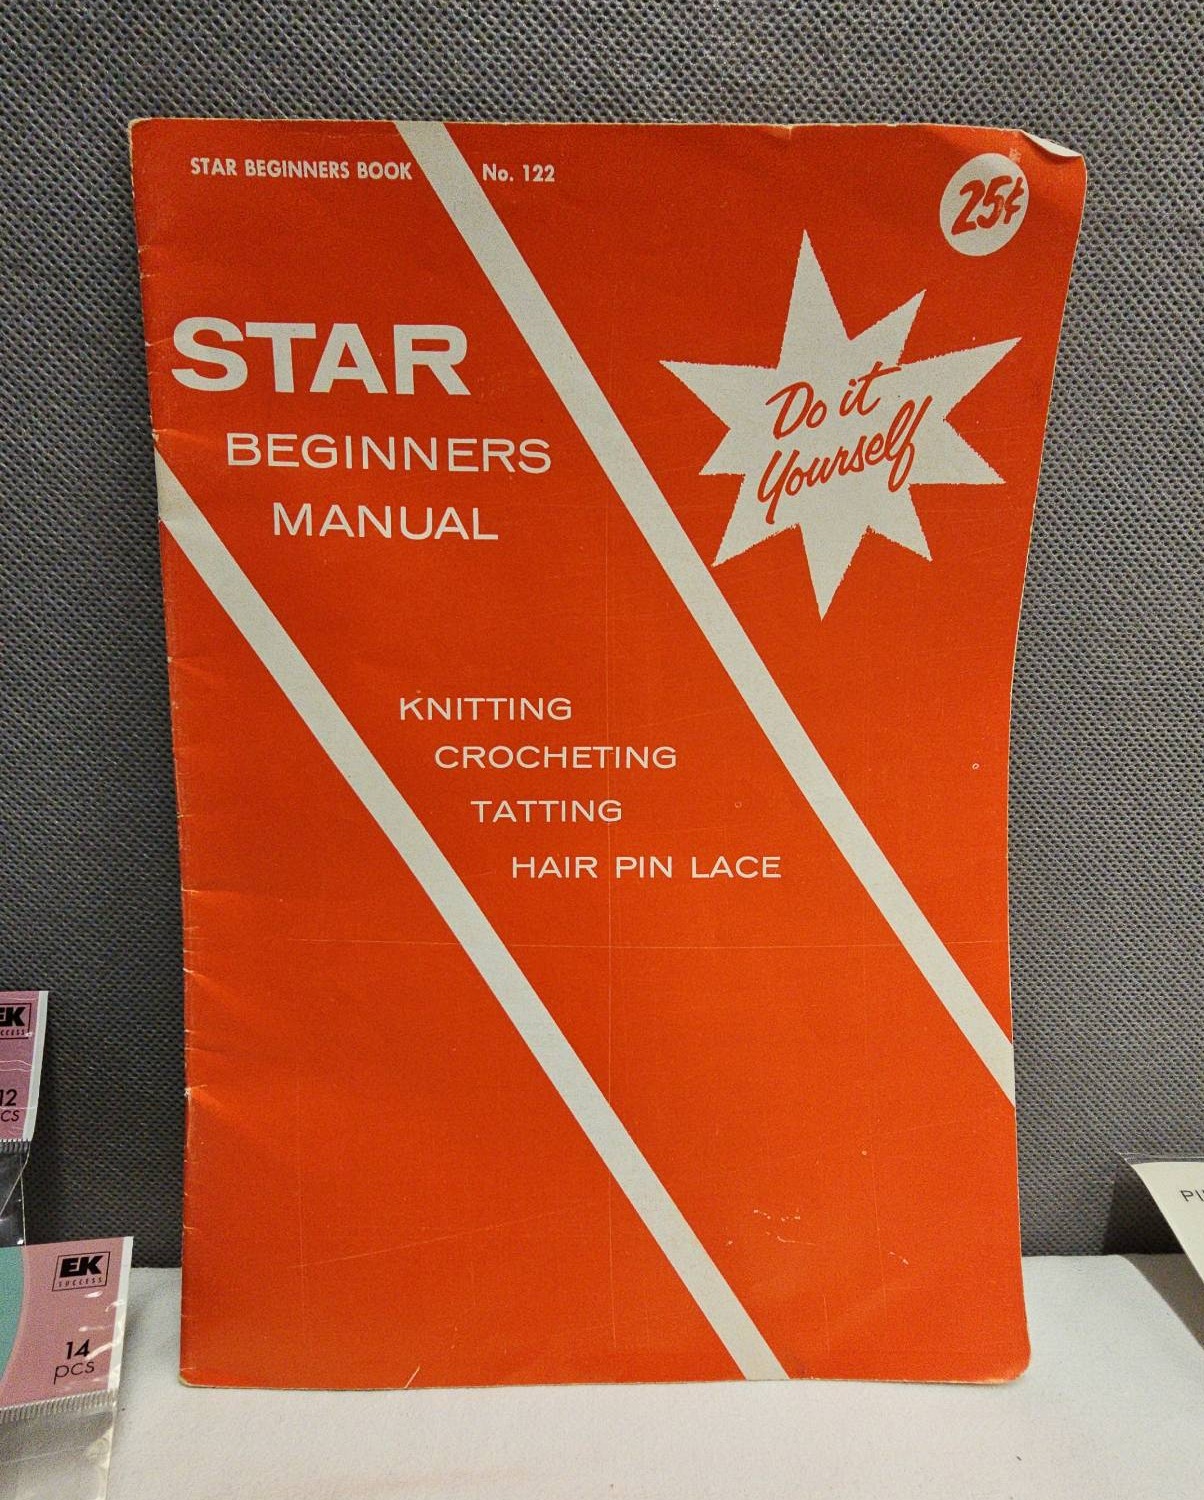 STAR BEGINNERS BOOK No. 122
25¢
STAR
BEGINNERS
MANUAL
Do it
Yourself
KNITTING
CROCHETING
TATTING
HAIR PIN LACE
EK
12
EK
SUCCESS
14
pcs